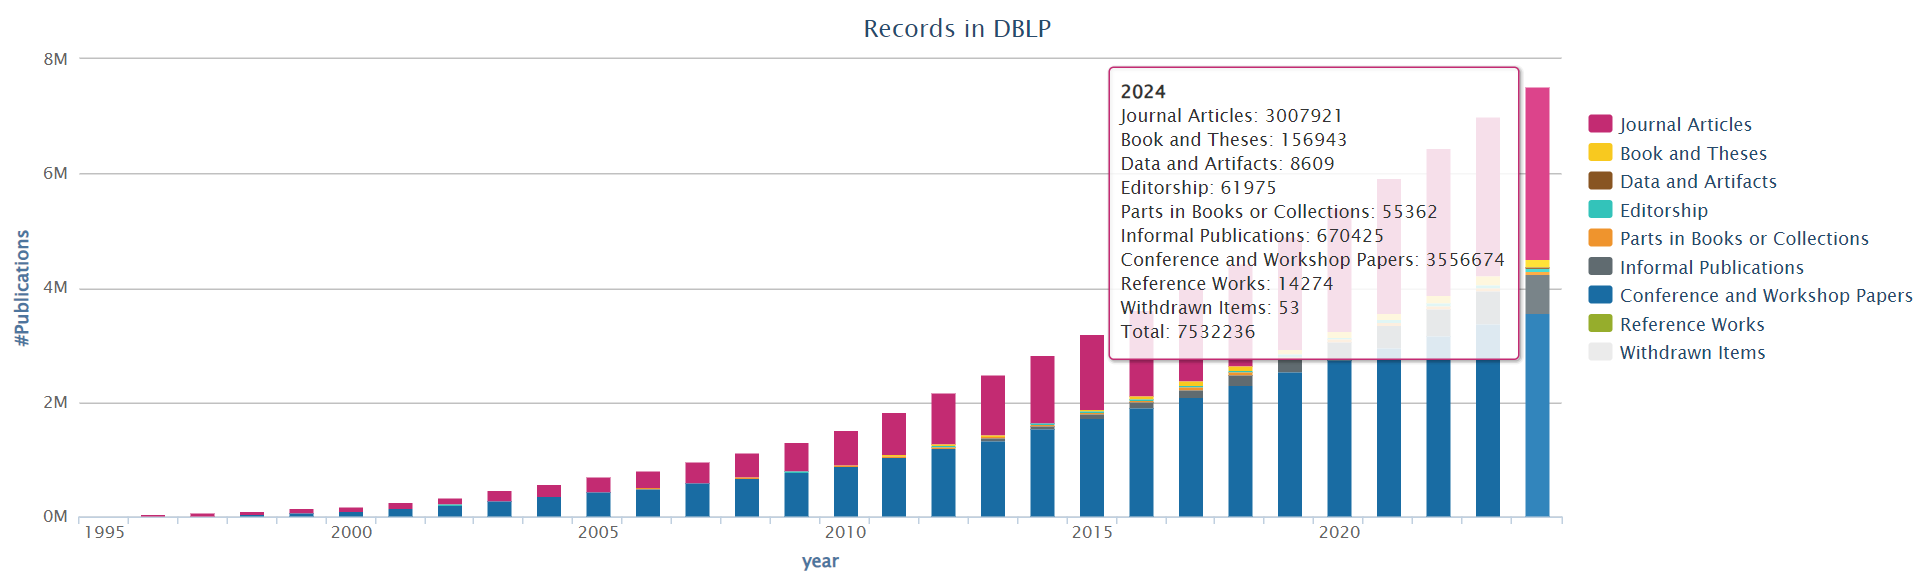 Records in DBLP
8M
6M
4M
2M
0M
#Publications
1995
2000
2005
2010
2015
2020
year
2024
Journal Articles: 3007921
Book and Theses: 156943
Data and Artifacts: 8609
Editorship: 61975
Parts in Books or Collections: 55362
Informal Publications: 670425
Conference and Workshop Papers: 3556674
Reference Works: 14274
Withdrawn Items: 53
Total: 7532236
Journal Articles
Book and Theses
Data and Artifacts
Editorship
Parts in Books or Collections
Informal Publications
Conference and Workshop Papers
Reference Works
Withdrawn Items